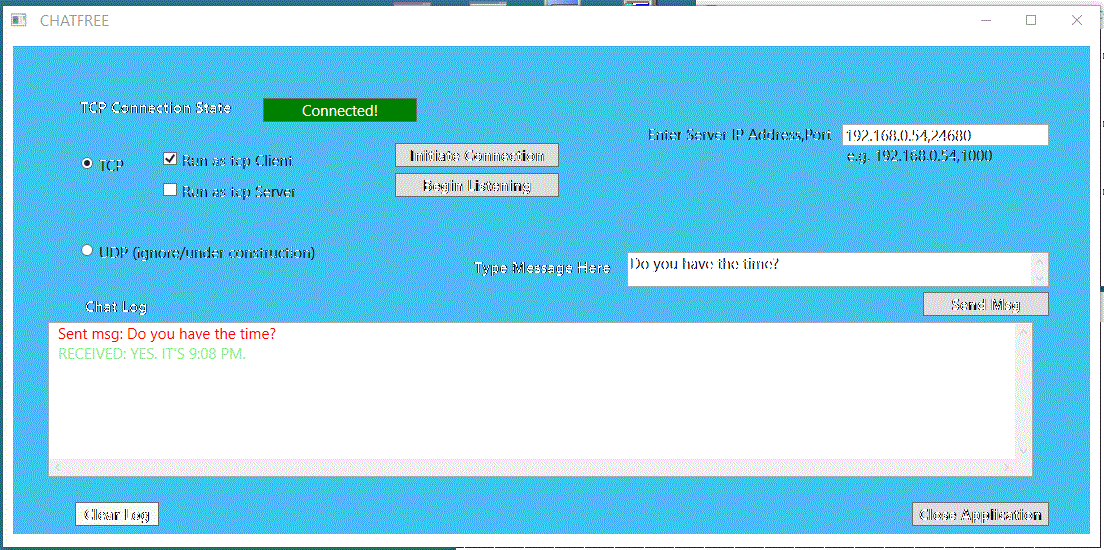 CHATFREE
TCP Connection State
Connected!
Enter Server IP Address,Port
192.168.0.54,24680
e.g. 192.168.0.54,1000
TCP
Run as tcp Client
Run as tcp Server
Initiate Connection
Begin Listening
UDP (ignore/under construction)
Type Message Here
Do you have the time?
Send Msg
Chat Log
Sent msg: Do you have the time?
RECEIVED: YES. IT'S 9:08 PM.
Clear Log
Close Application